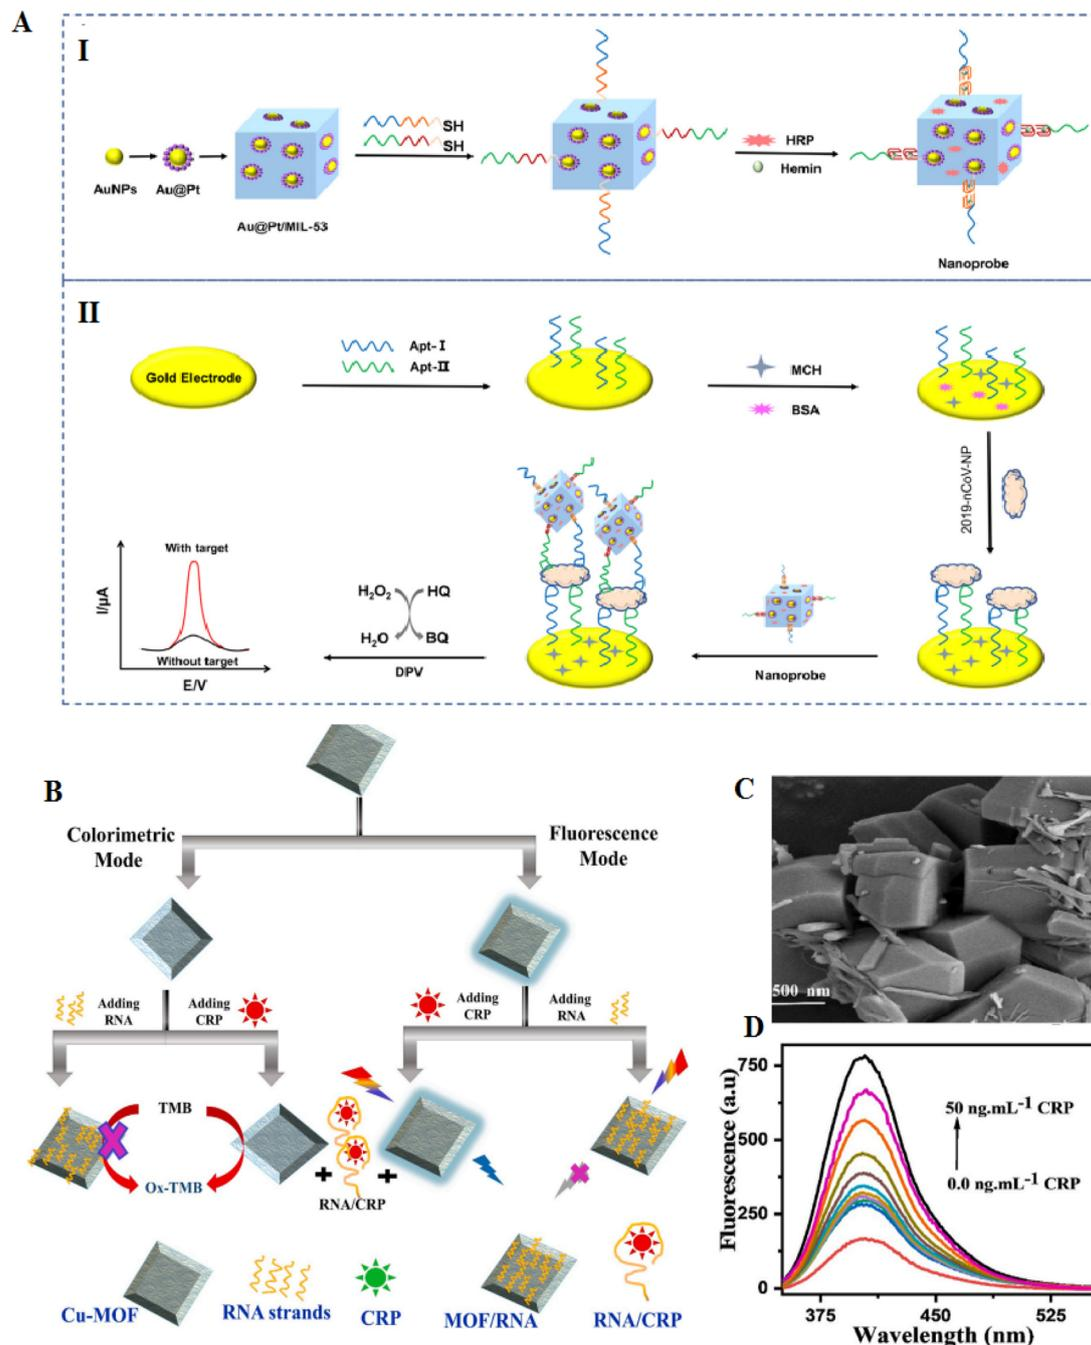 A
I
SH
SH
HRP
Hemin
AuNPs
Au@Pt
Au@Pt/MIL-53
Nanoprobe
II
Gold Electrode
Apt-I
Apt-II
MCH
BSA
2019-nCoV-NP
With target
I/μA
Without target
E/V
H₂O₂
HQ
H₂O
BQ
DPV
Nanoprobe
B
Colorimetric
Mode
Fluorescence
Mode
Adding
RNA
Adding
CRP
Adding
CRP
Adding
RNA
TMB
Ox-TMB
RNA/CRP
Cu-MOF
RNA strands
CRP
MOF/RNA
RNA/CRP
C
500 nm
D
Fluorescence (a.u)
750
500
250
0
50 ng.mL⁻¹ CRP
0.0 ng.mL⁻¹ CRP
375
450
525
Wavelength (nm)